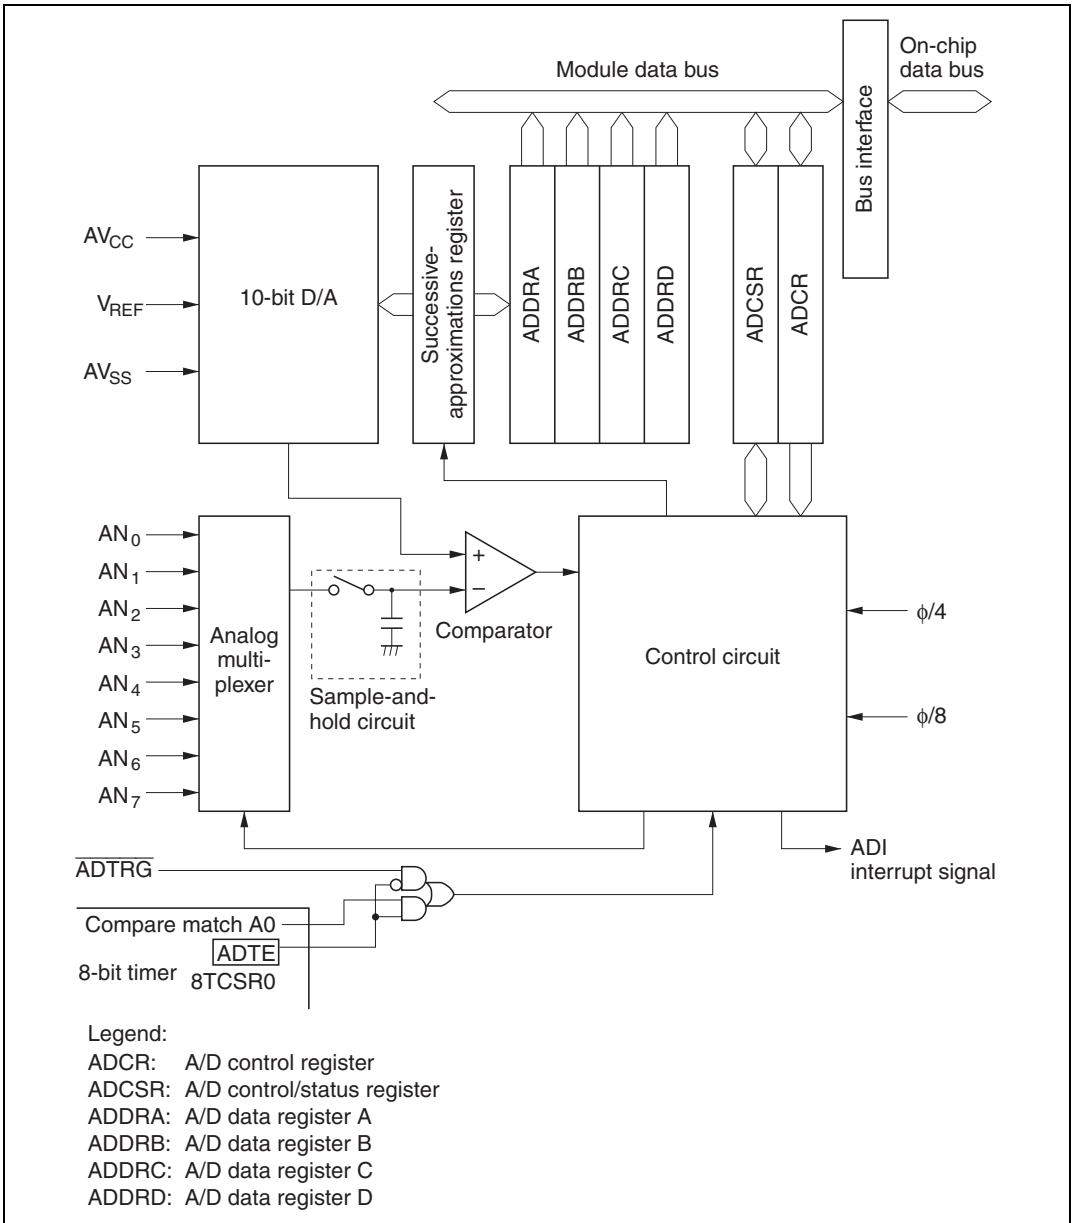 On-chip
data bus
Module data bus
Bus interface
AVCC
VREF
AVSS
10-bit D/A
Successive-
approximations register
ADDRA
ADDRB
ADDRC
ADDRD
ADCSR
ADCR
AN0
AN1
AN2
AN3
AN4
AN5
AN6
AN7
Analog
multi-
plexer
Sample-and-
hold circuit
+
−
Comparator
Control circuit
ϕ/4
ϕ/8
ADI
interrupt signal
ADTRG
Compare match A0
ADTE
8-bit timer
8TCSR0
Legend:
ADCR: A/D control register
ADCSR: A/D control/status register
ADDRA: A/D data register A
ADDRB: A/D data register B
ADDRC: A/D data register C
ADDRD: A/D data register D